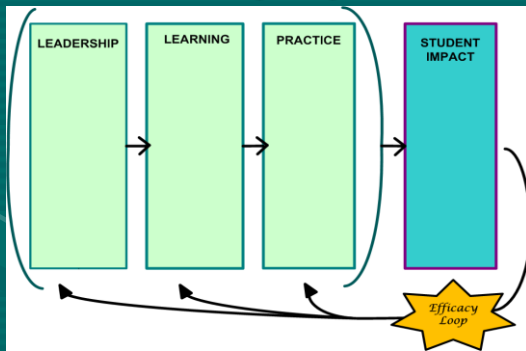 LEADERSHIP
LEARNING
PRACTICE
STUDENT
IMPACT
Efficacy
Loop